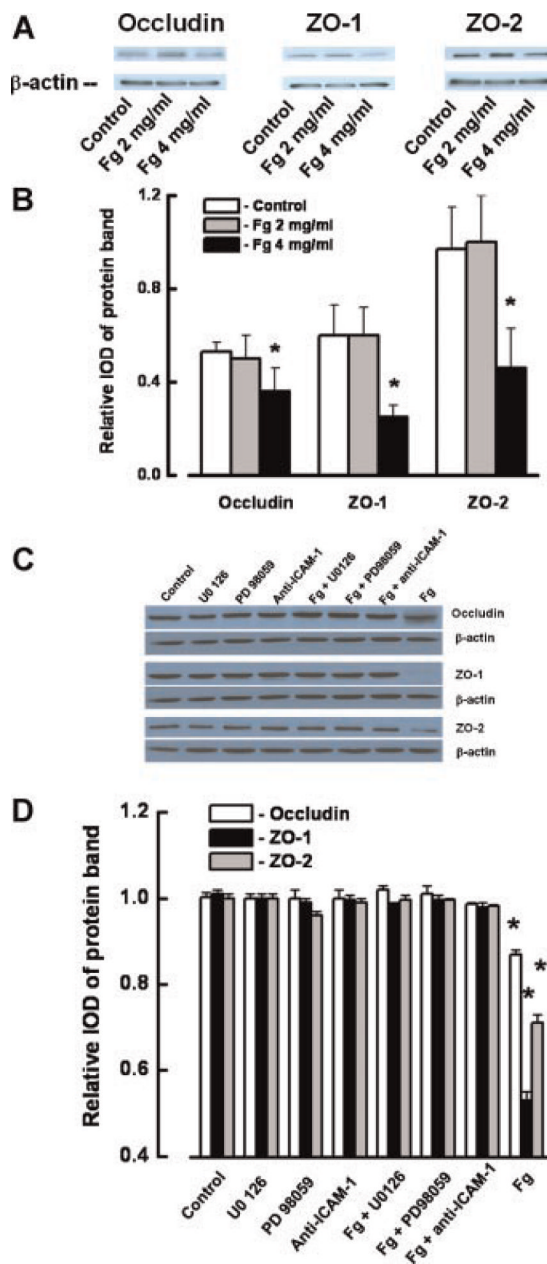 A
Occludin ZO-1 ZO-2
β-actin --
Control Fg 2 mg/ml Fg 4 mg/ml Control Fg 2 mg/ml Fg 4 mg/ml Control Fg 2 mg/ml Fg 4 mg/ml
B
Relative IOD of protein band
1.2
0.8
0.4
0.0
- Control
- Fg 2 mg/ml
- Fg 4 mg/ml
* * *
Occludin ZO-1 ZO-2
C
Control U0 126 PD 98059 Anti-ICAM-1 Fg + U0126 Fg + PD98059 Fg + anti-ICAM-1 Fg
Occludin
β-actin
ZO-1
β-actin
ZO-2
β-actin
D
Relative IOD of protein band
1.2
1.0
0.8
0.6
0.4
- Occludin
- ZO-1
- ZO-2
* * *
Control U0 126 PD 98059 Anti-ICAM-1 Fg + U0126 Fg + PD98059 Fg + anti-ICAM-1 Fg